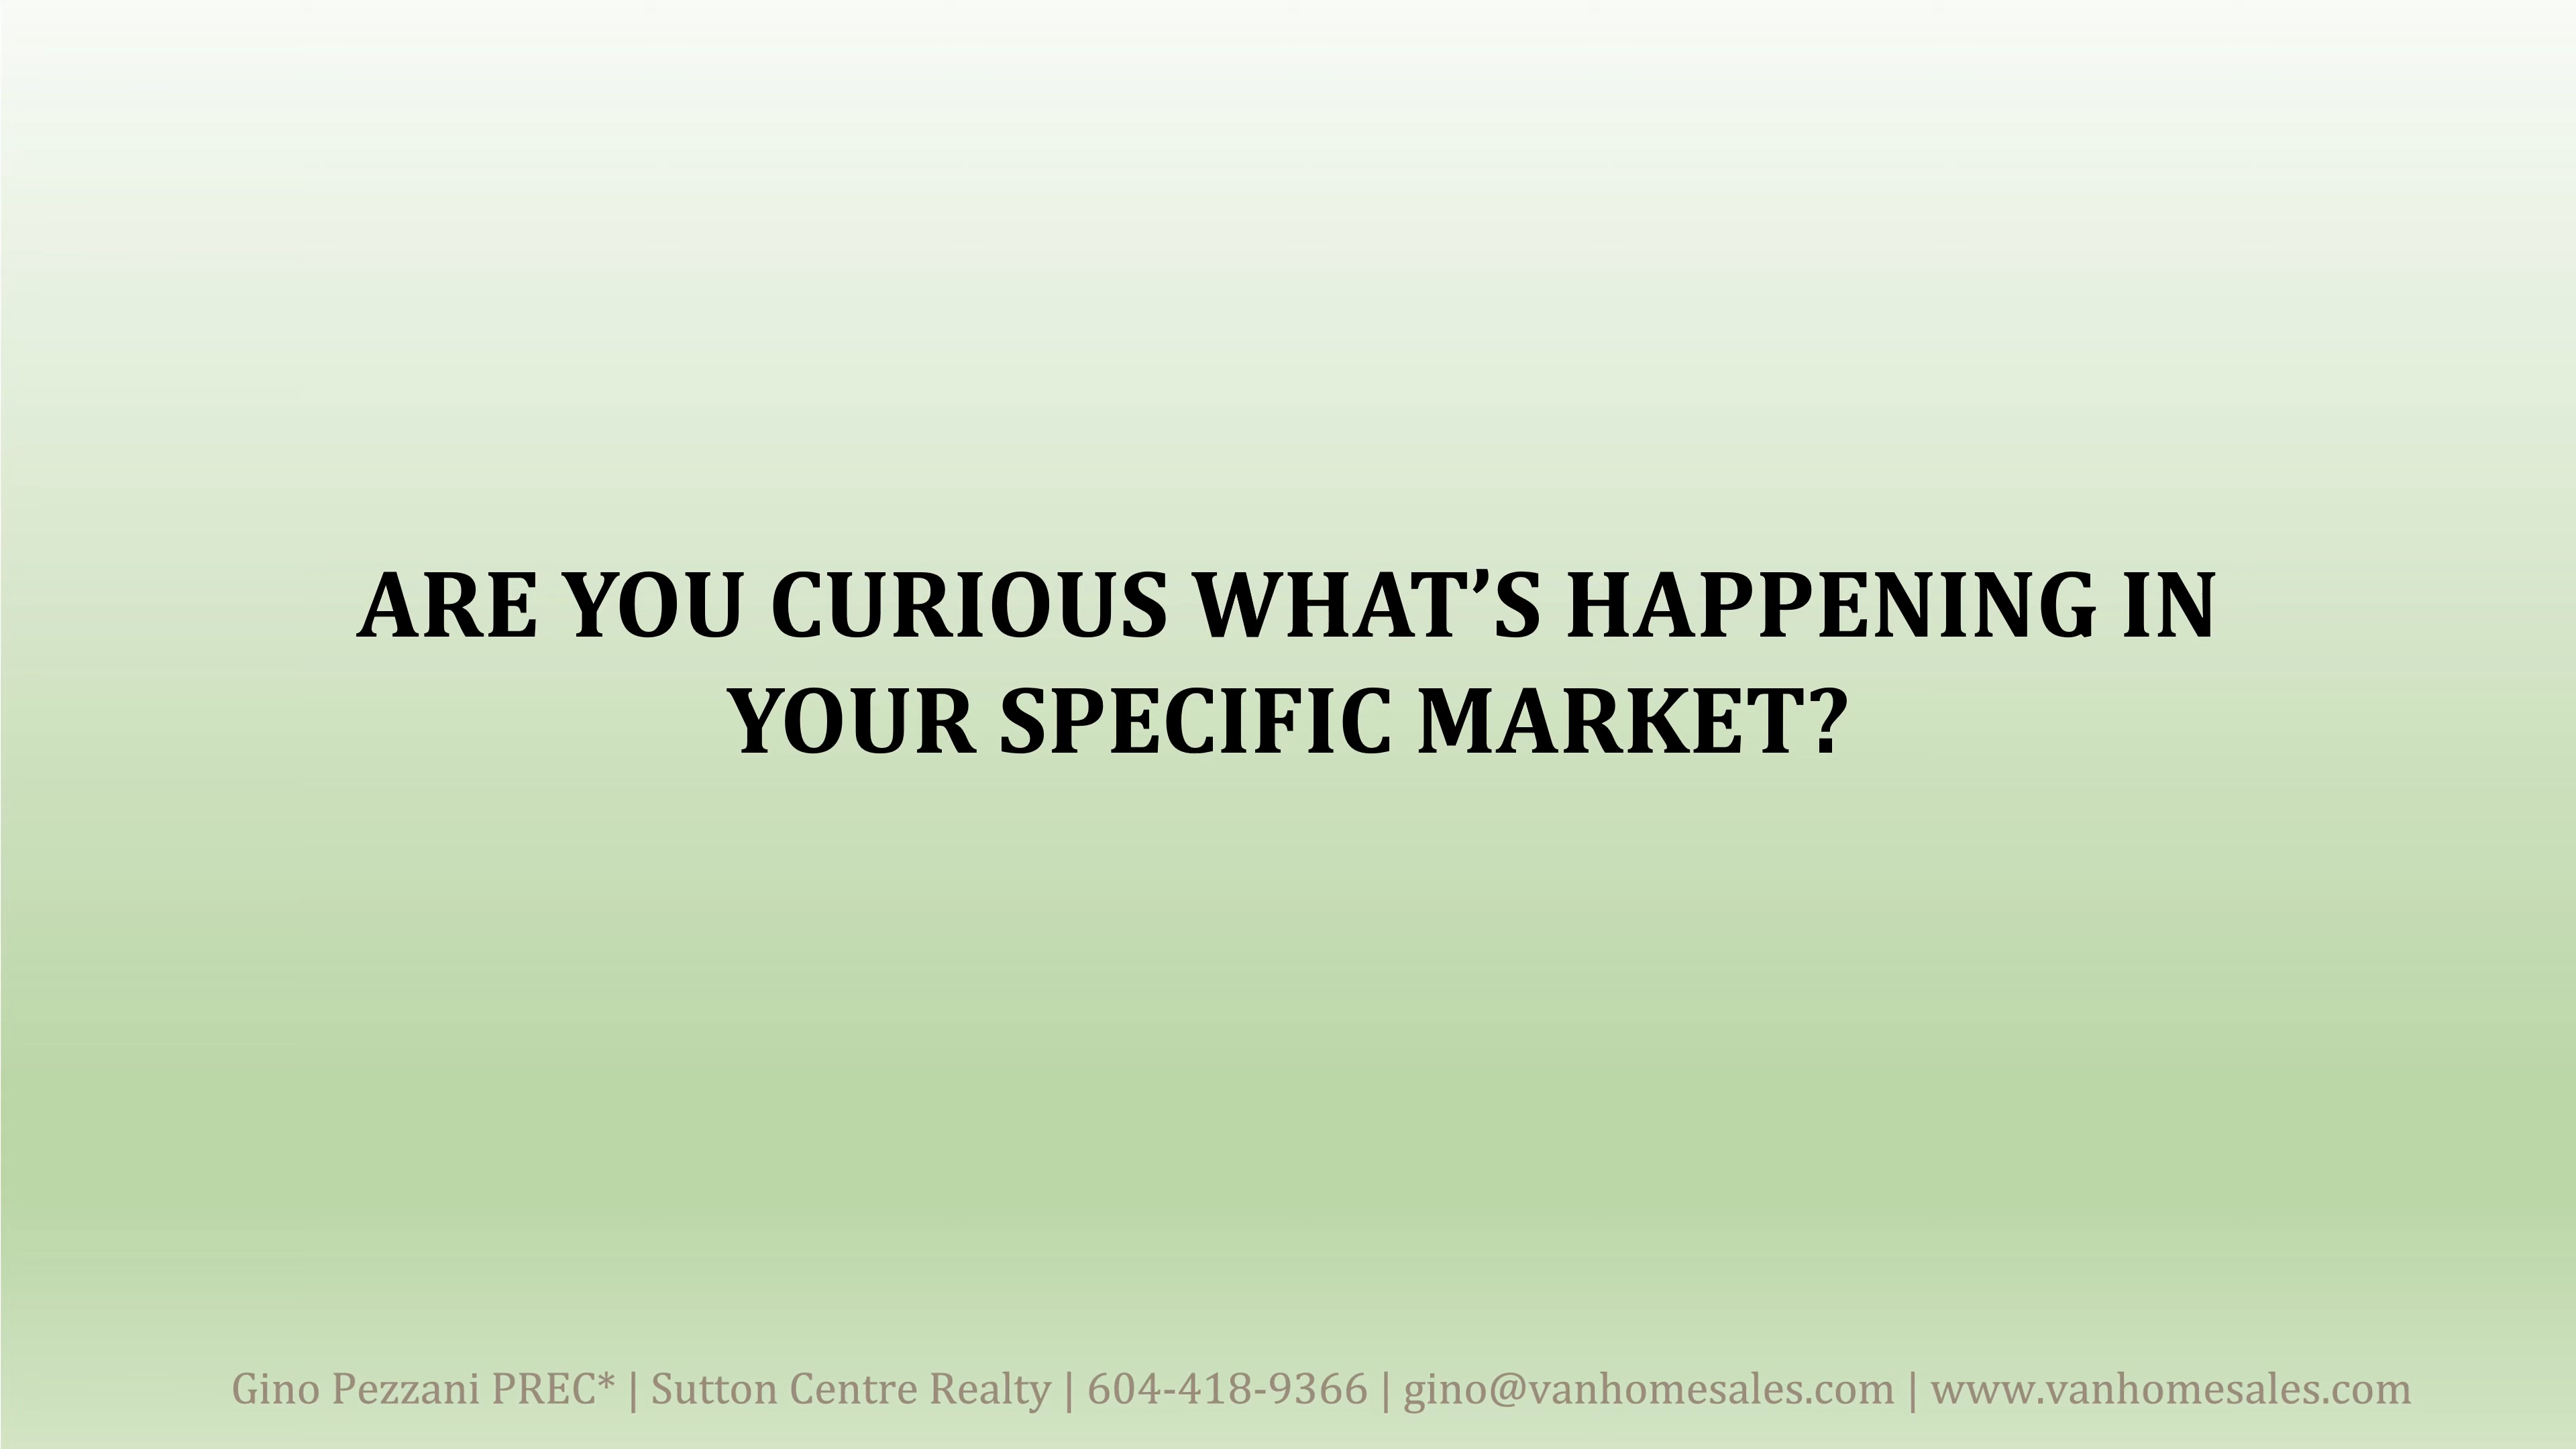 ARE YOU CURIOUS WHAT’S HAPPENING IN
YOUR SPECIFIC MARKET?
Gino Pezzani PREC* | Sutton Centre Realty | 604-418-9366 | gino@vanhomesales.com | www.vanhomesales.com